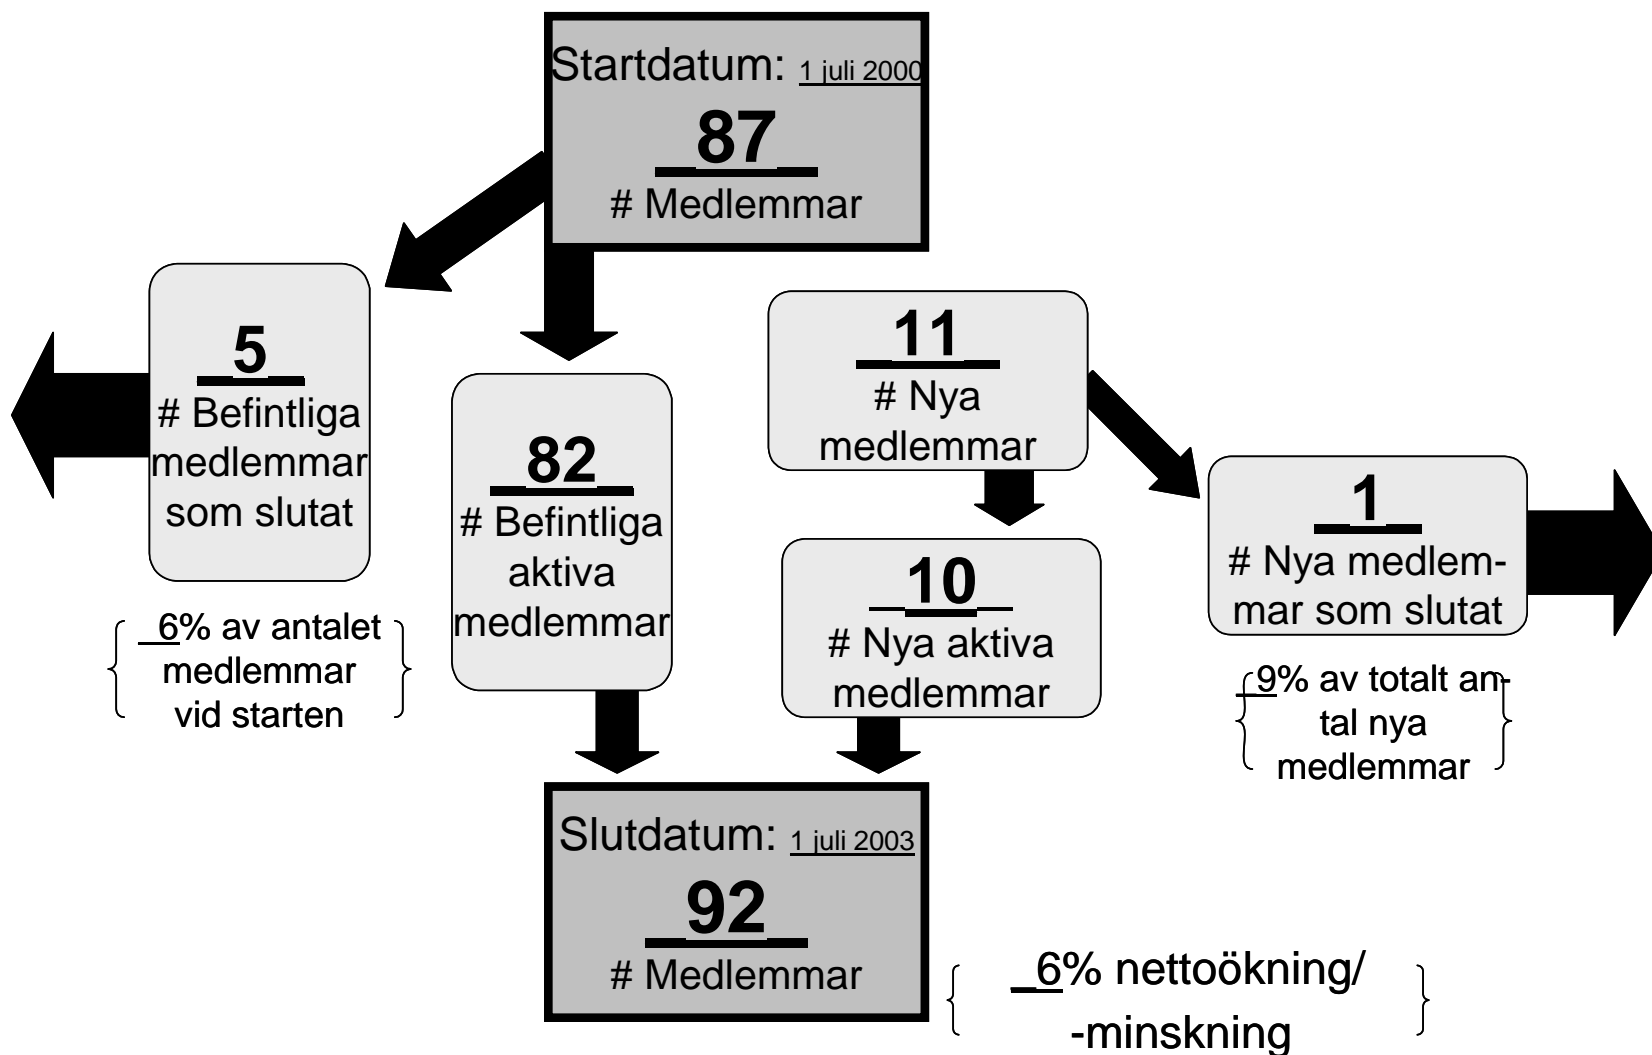 Startdatum: 1 juli 2000
87
# Medlemmar
5
# Befintliga
medlemmar
som slutat
6% av antalet
medlemmar
vid starten
82
# Befintliga
aktiva
medlemmar
11
# Nya
medlemmar
10
# Nya aktiva
medlemmar
1
# Nya medlem-
mar som slutat
9% av totalt an-
tal nya
medlemmar
Slutdatum: 1 juli 2003
92
# Medlemmar
_6% nettoökning/
-minskning